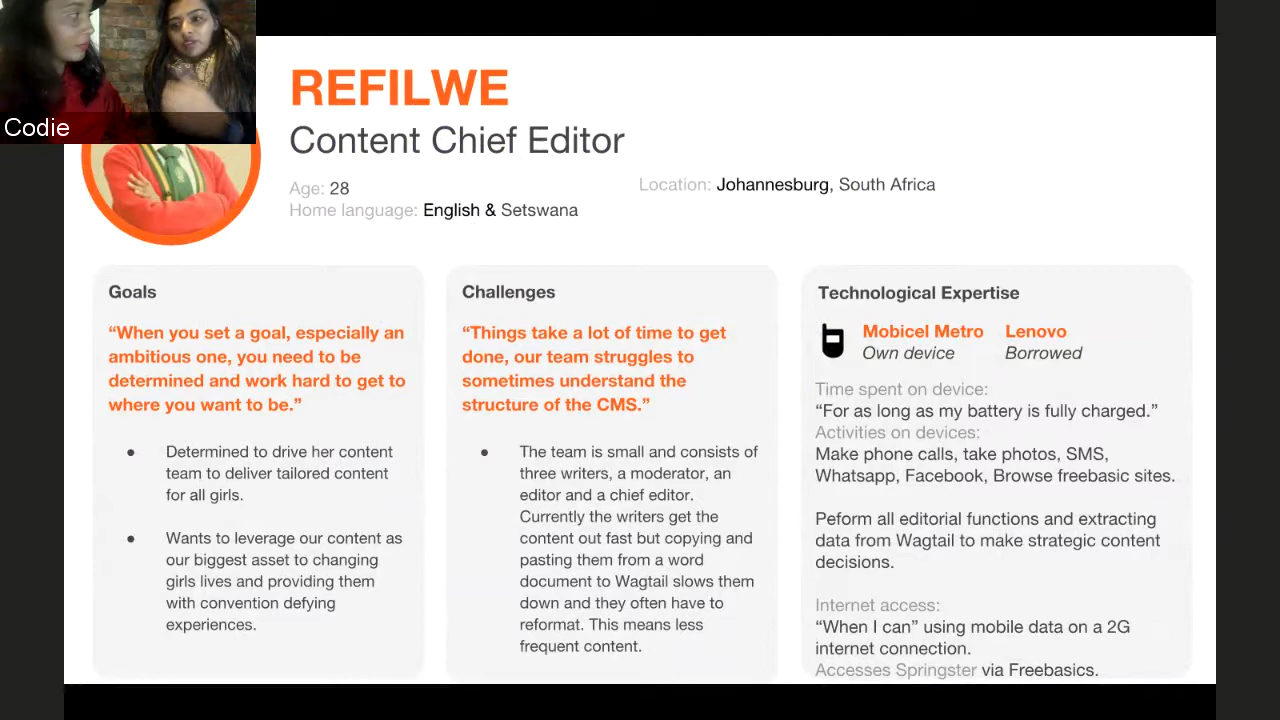 Codie
REFILWE
Content Chief Editor
Age: 28
Location: Johannesburg, South Africa
Home language: English & Setswana
Goals
“When you set a goal, especially an
ambitious one, you need to be
determined and work hard to get to
where you want to be.”
● Determined to drive her content
team to deliver tailored content
for all girls.
● Wants to leverage our content as
our biggest asset to changing
girls lives and providing them
with convention defying
experiences.
Challenges
“Things take a lot of time to get
done, our team struggles to
sometimes understand the
structure of the CMS.”
● The team is small and consists of
three writers, a moderator, an
editor and a chief editor.
Currently the writers get the
content out fast but copying and
pasting them from a word
document to Wagtail slows them
down and they often have to
reformat. This means less
frequent content.
Technological Expertise
Mobicel Metro Lenovo
Own device Borrowed
Time spent on device:
“For as long as my battery is fully charged.”
Activities on devices:
Make phone calls, take photos, SMS,
Whatsapp, Facebook, Browse freebasic sites.
Peform all editorial functions and extracting
data from Wagtail to make strategic content
decisions.
Internet access:
“When I can” using mobile data on a 2G
internet connection.
Accesses Springster via Freebasics.